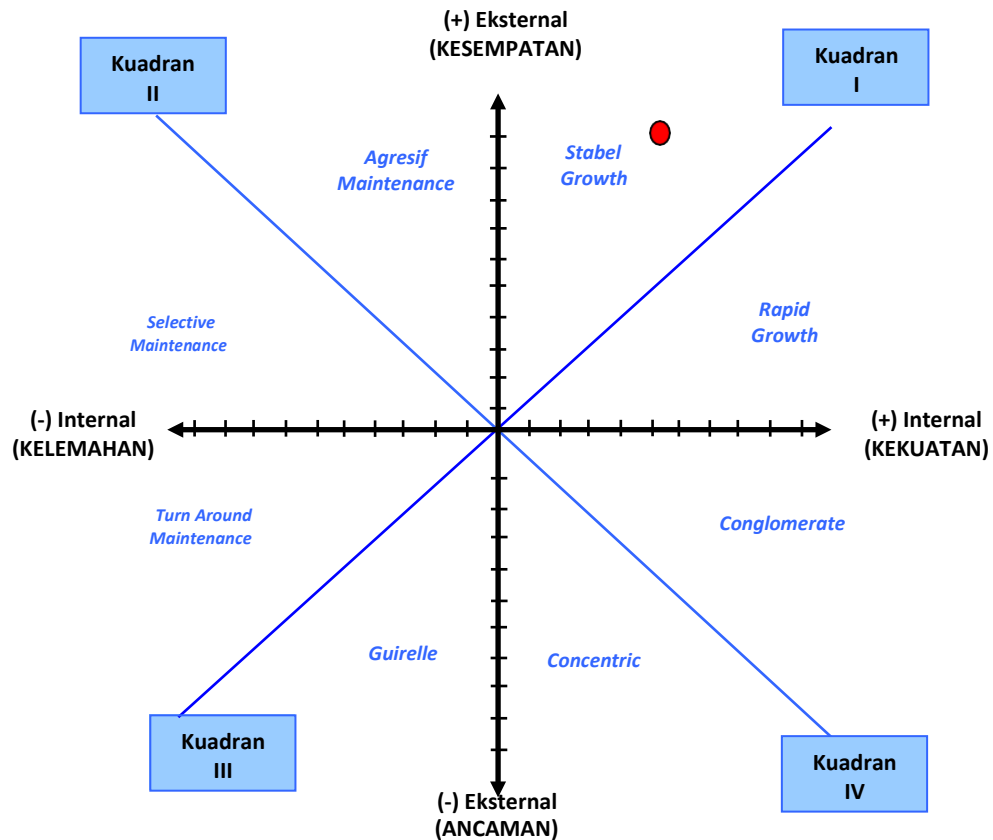 (+) Eksternal
(KESEMPATAN)
Kuadran
II
Kuadran
I
Agresif
Maintenance
Stabel
Growth
Selective
Maintenance
Rapid
Growth
(-) Internal
(KELEMAHAN)
(+) Internal
(KEKUATAN)
Turn Around
Maintenance
Conglomerate
Guirelle
Concentric
Kuadran
III
Kuadran
IV
(-) Eksternal
(ANCAMAN)